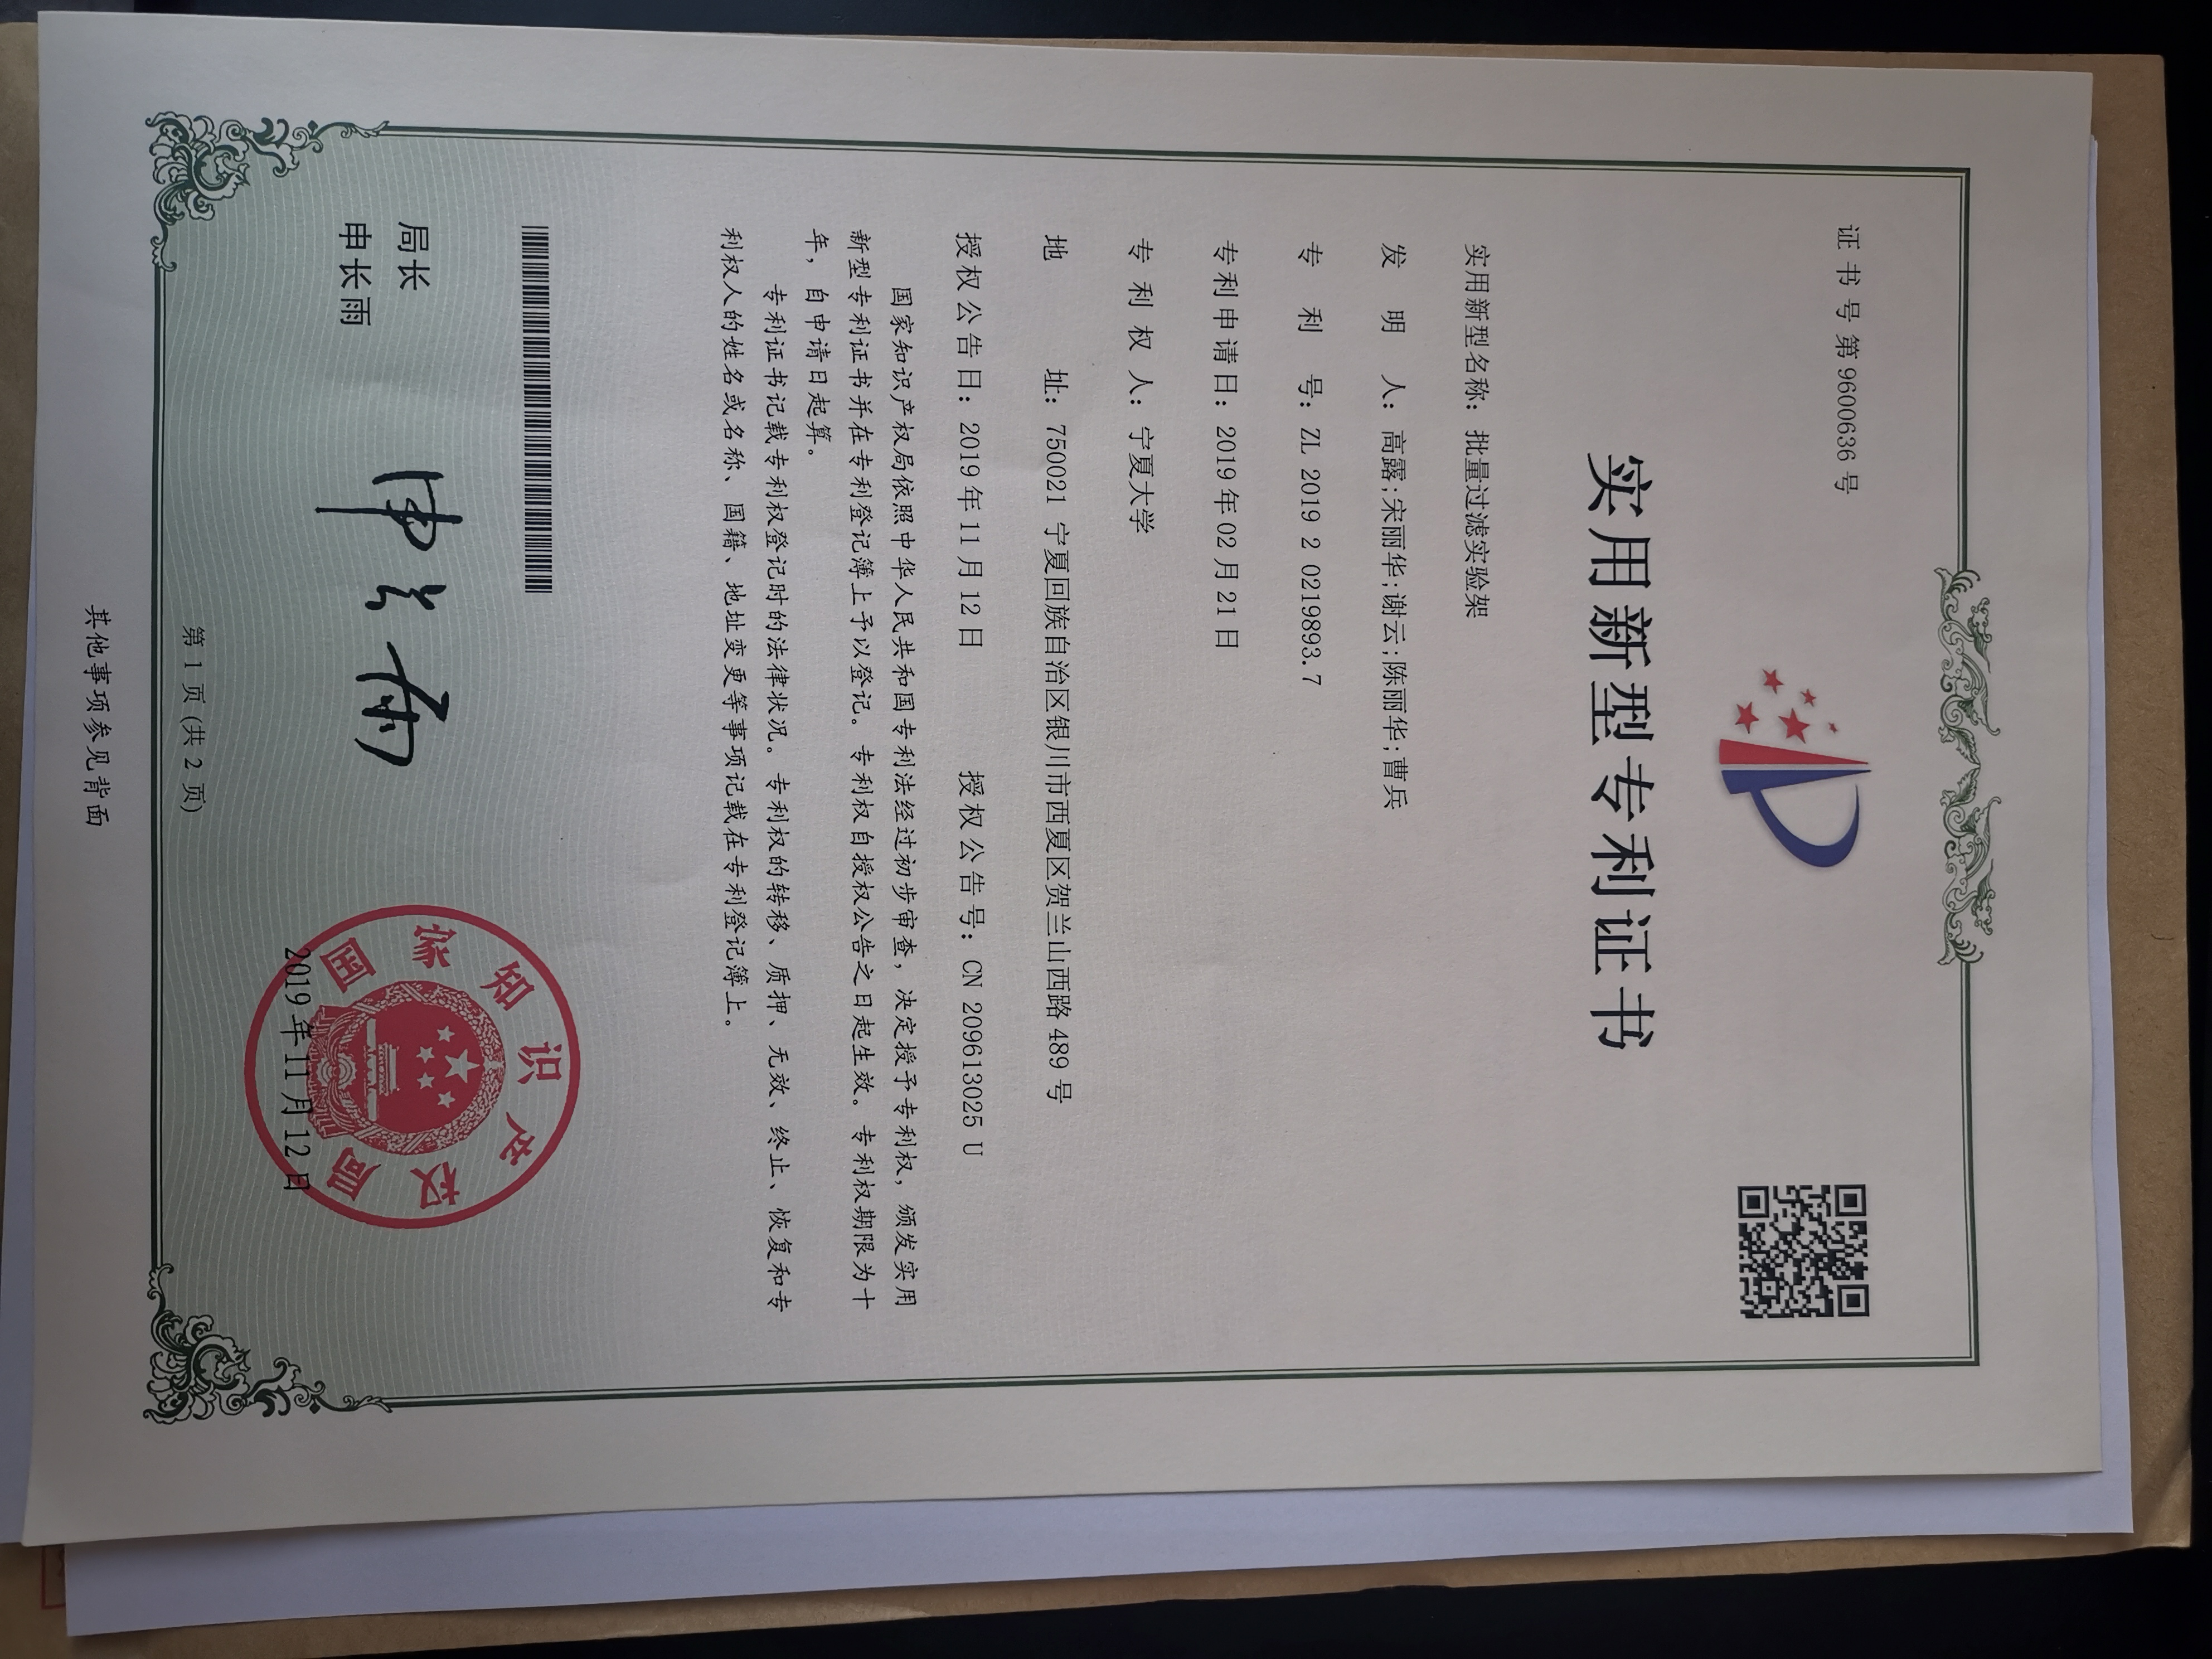 证书号第9600636号
实用新型专利证书
实用新型名称：批量过滤实验架
发明人：高露;宋丽华;谢云;陈丽华;曹兵
专利号：ZL 2019 2 0219893.7
专利申请日：2019年02月21日
专利权人：宁夏大学
地址：750021 宁夏回族自治区银川市西夏区贺兰山西路489号
授权公告日：2019年11月12日 授权公告号：CN 209613025 U
国家知识产权局依照中华人民共和国专利法经过初步审查，决定授予专利权，颁发实用
新型专利证书并在专利登记簿上予以登记。专利权自授权公告之日起生效。专利权期限为十
年，自申请日起算。
专利证书记载专利权登记时的法律状况。专利权的转移、质押、无效、终止、恢复和专
利权人的姓名或名称、国籍、地址变更等事项记载在专利登记簿上。
局长
申长雨
申长雨
国家知识产权局
2019年11月12日
第 1 页 (共 2 页)
其他事项参见背面